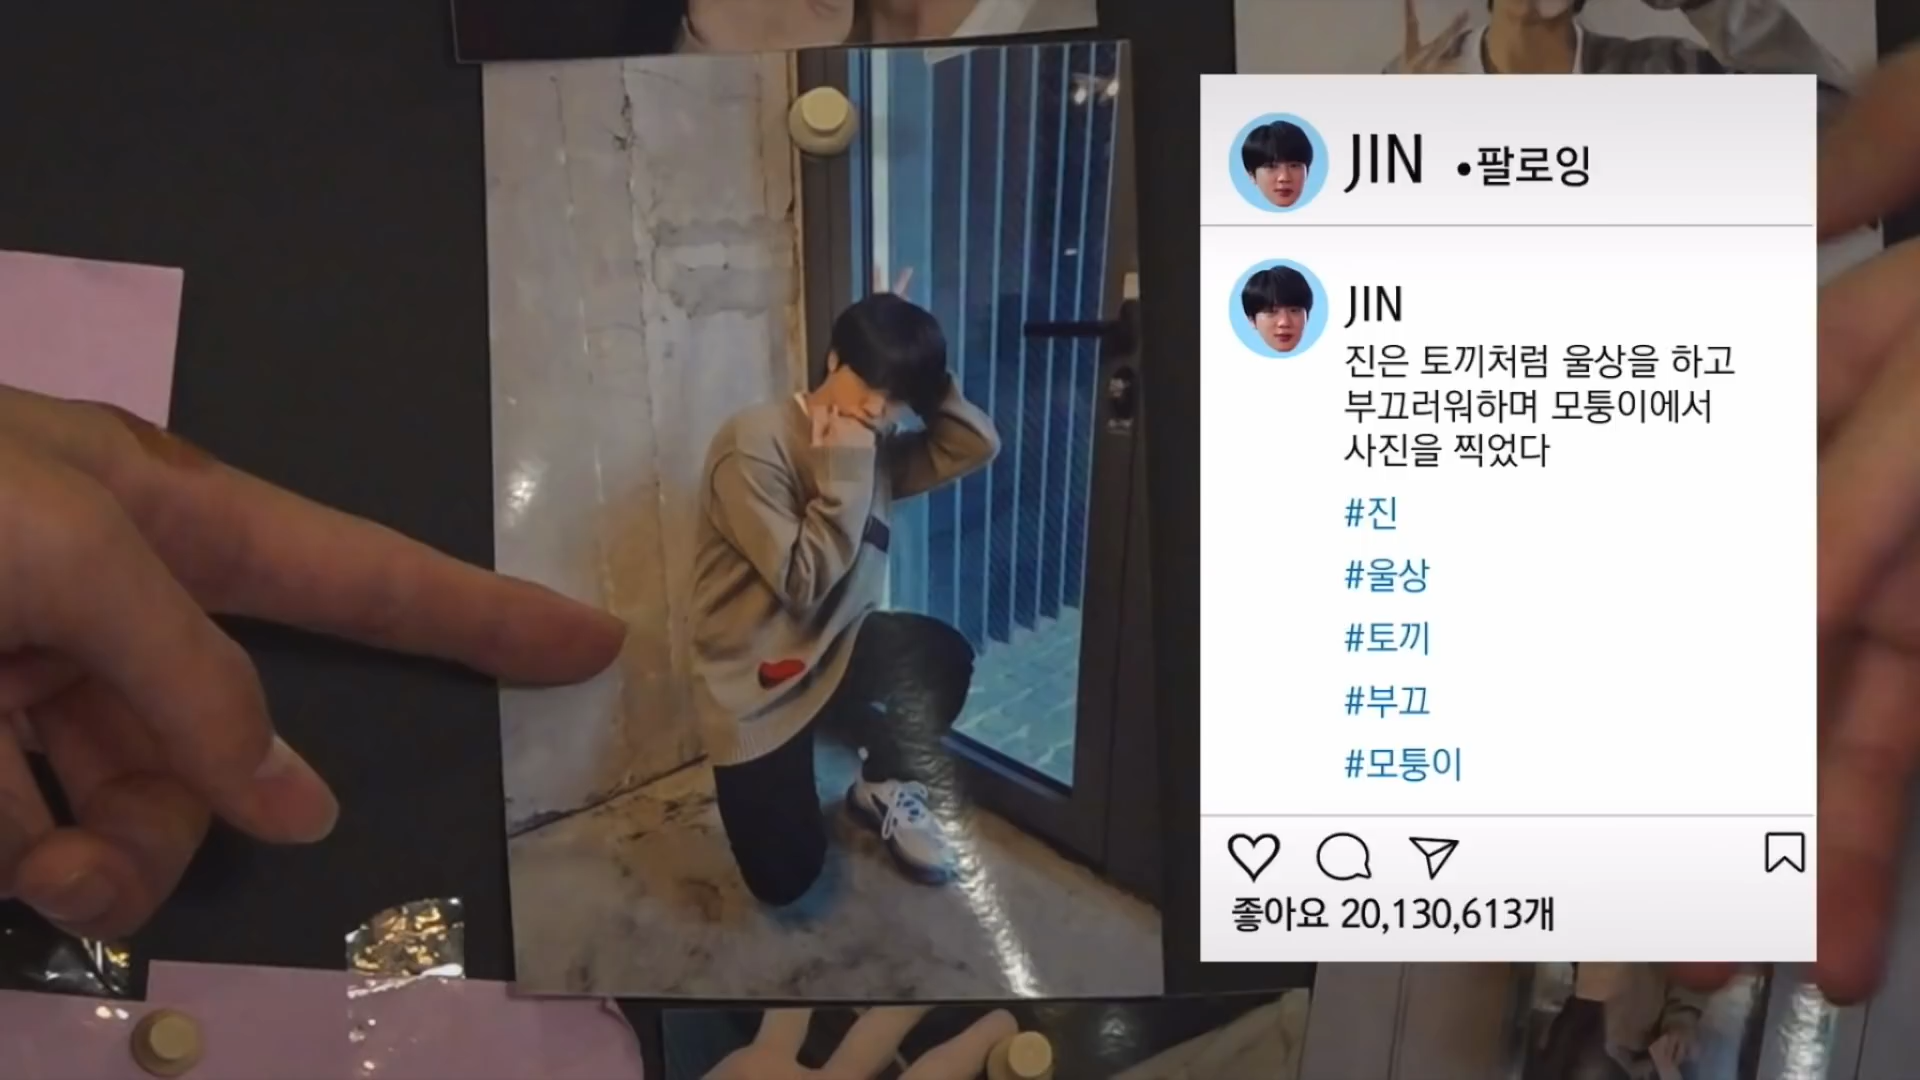 JIN •팔로잉
JIN
진은 토끼처럼 울상을 하고
부끄러워하며 모퉁이에서
사진을 찍었다
#진
#울상
#토끼
#부끄
#모퉁이
좋아요 20,130,613개